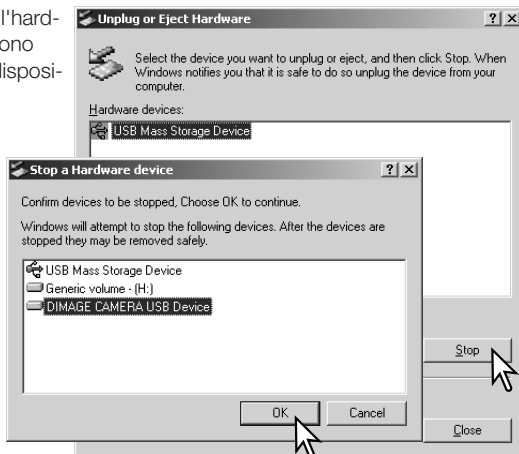 l'hard-
ono
disposi-
Unplug or Eject Hardware
Select the device you want to unplug or eject, and then click Stop. When
Windows notifies you that it is safe to do so unplug the device from your
computer.
Hardware devices:
USB Mass Storage Device
Stop a Hardware device
Confirm devices to be stopped, Choose OK to continue.
Windows will attempt to stop the following devices. After the devices are
stopped they may be removed safely.
USB Mass Storage Device
Generic volume - (H:)
DIMAGE CAMERA USB Device
OK
Cancel
Stop
Close